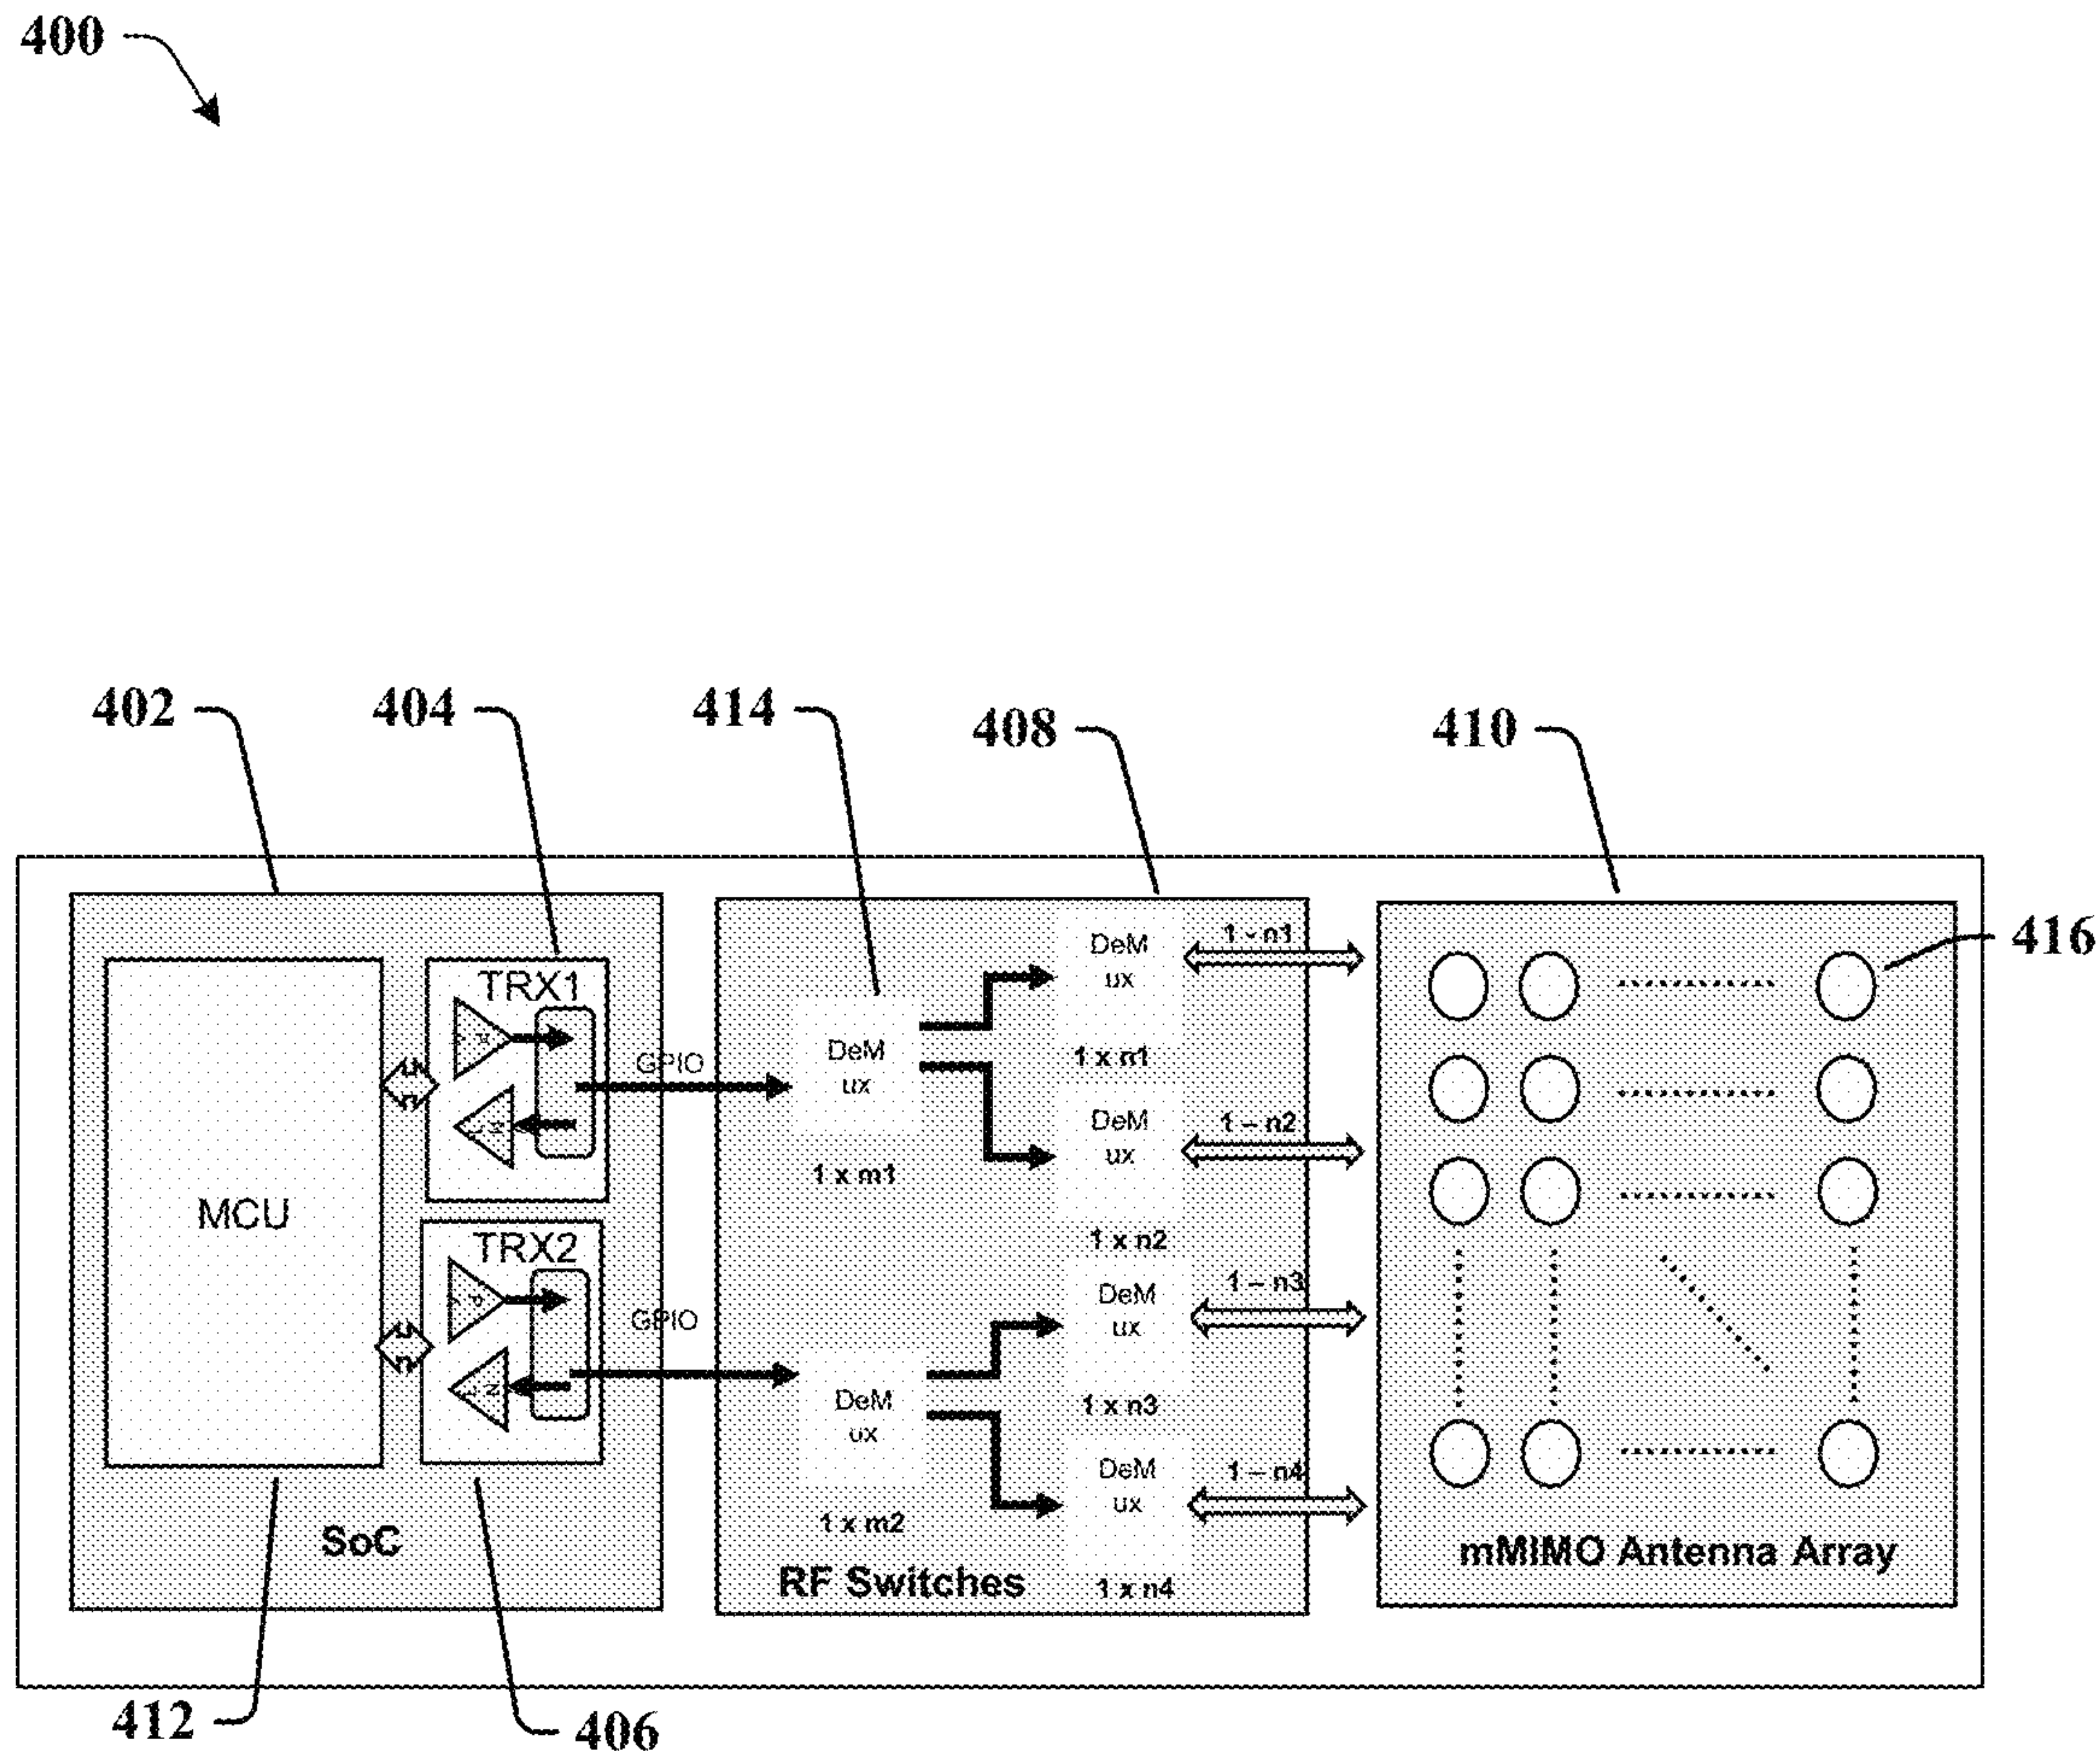 400
402
404
414
408
410
416
TRX1
GPIO
MCU
TRX2
GPIO
SoC
DeM
ux
1 x m1
DeM
ux
1 x m2
DeM
ux
1 x n1
DeM
ux
1 x n2
DeM
ux
1 x n3
DeM
ux
1 x n4
RF Switches
1 - n1
1 – n2
1 – n3
1 – n4
mMIMO Antenna Array
412
406